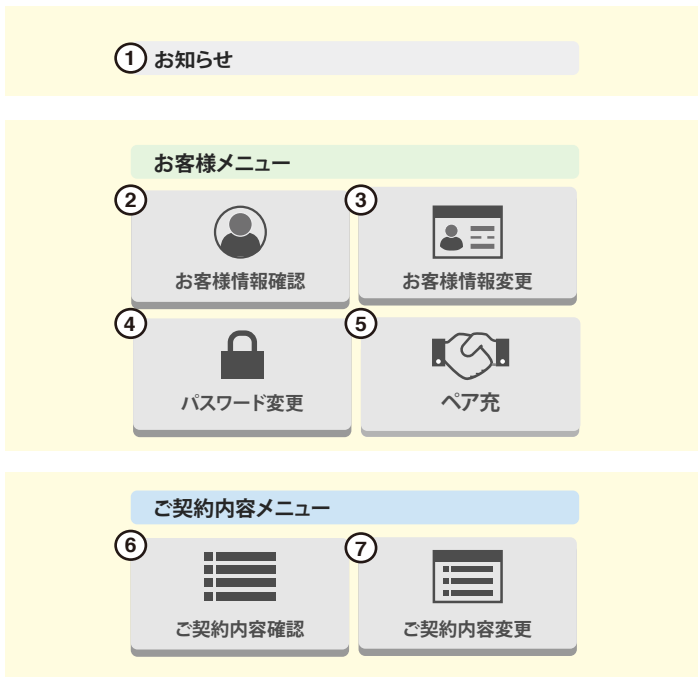 ① お知らせ
お客様メニュー
② ③
お客様情報確認 お客様情報変更
④ ⑤
パスワード変更 ペア充
ご契約内容メニュー
⑥ ⑦
ご契約内容確認 ご契約内容変更